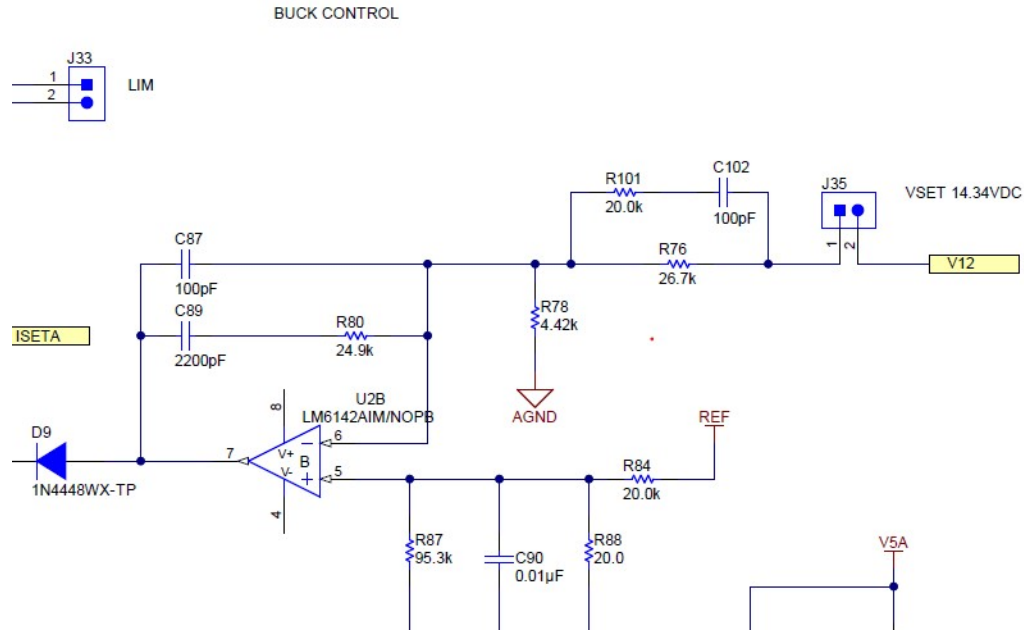 BUCK CONTROL
J33
1
2
LIM
R101
20.0k
C102
100pF
J35
VSET 14.34VDC
1
2
V12
R76
26.7k
C87
100pF
C89
2200pF
R80
24.9k
R78
4.42k
AGND
ISETA
U2B
LM6142AIM/NOPB
8
6
V+
V-
B
7
5
4
D9
1N4448WX-TP
REF
R84
20.0k
R87
95.3k
C90
0.01µF
R88
20.0
V5A